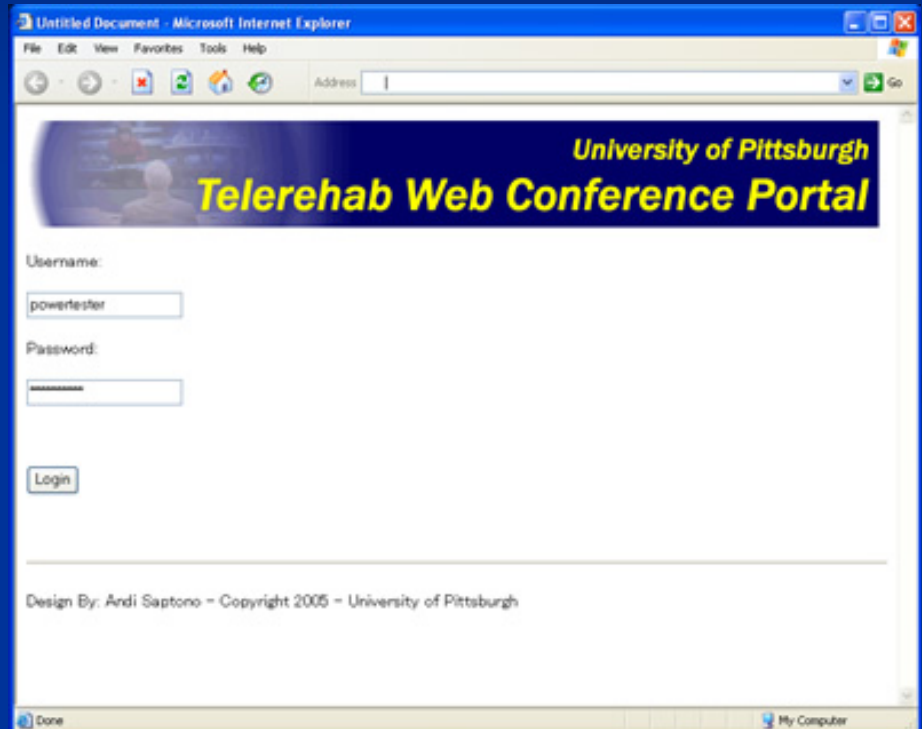 Untitled Document - Microsoft Internet Explorer
File Edit View Favorites Tools Help
Address Go
University of Pittsburgh
Telerehab Web Conference Portal
Username:
powertester
Password:
Login
Design By: Andi Saptono - Copyright 2005 - University of Pittsburgh
Done My Computer